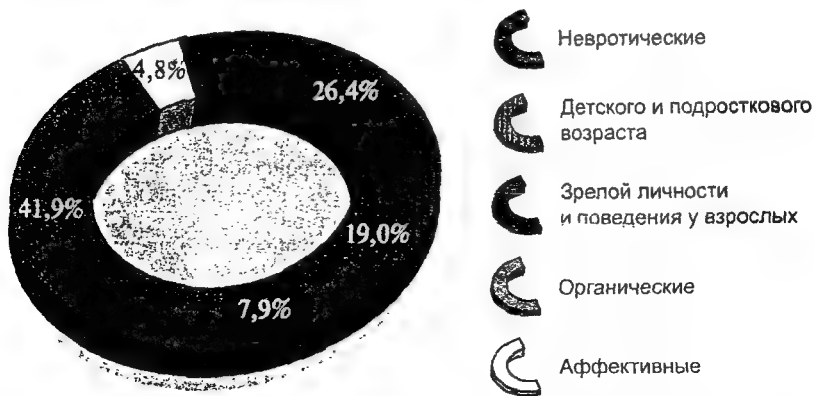 4,8%
26,4%
41,9%
19,0%
7,9%
Невротические
Детского и подросткового
возраста
Зрелой личности
и поведения у взрослых
Органические
Аффективные